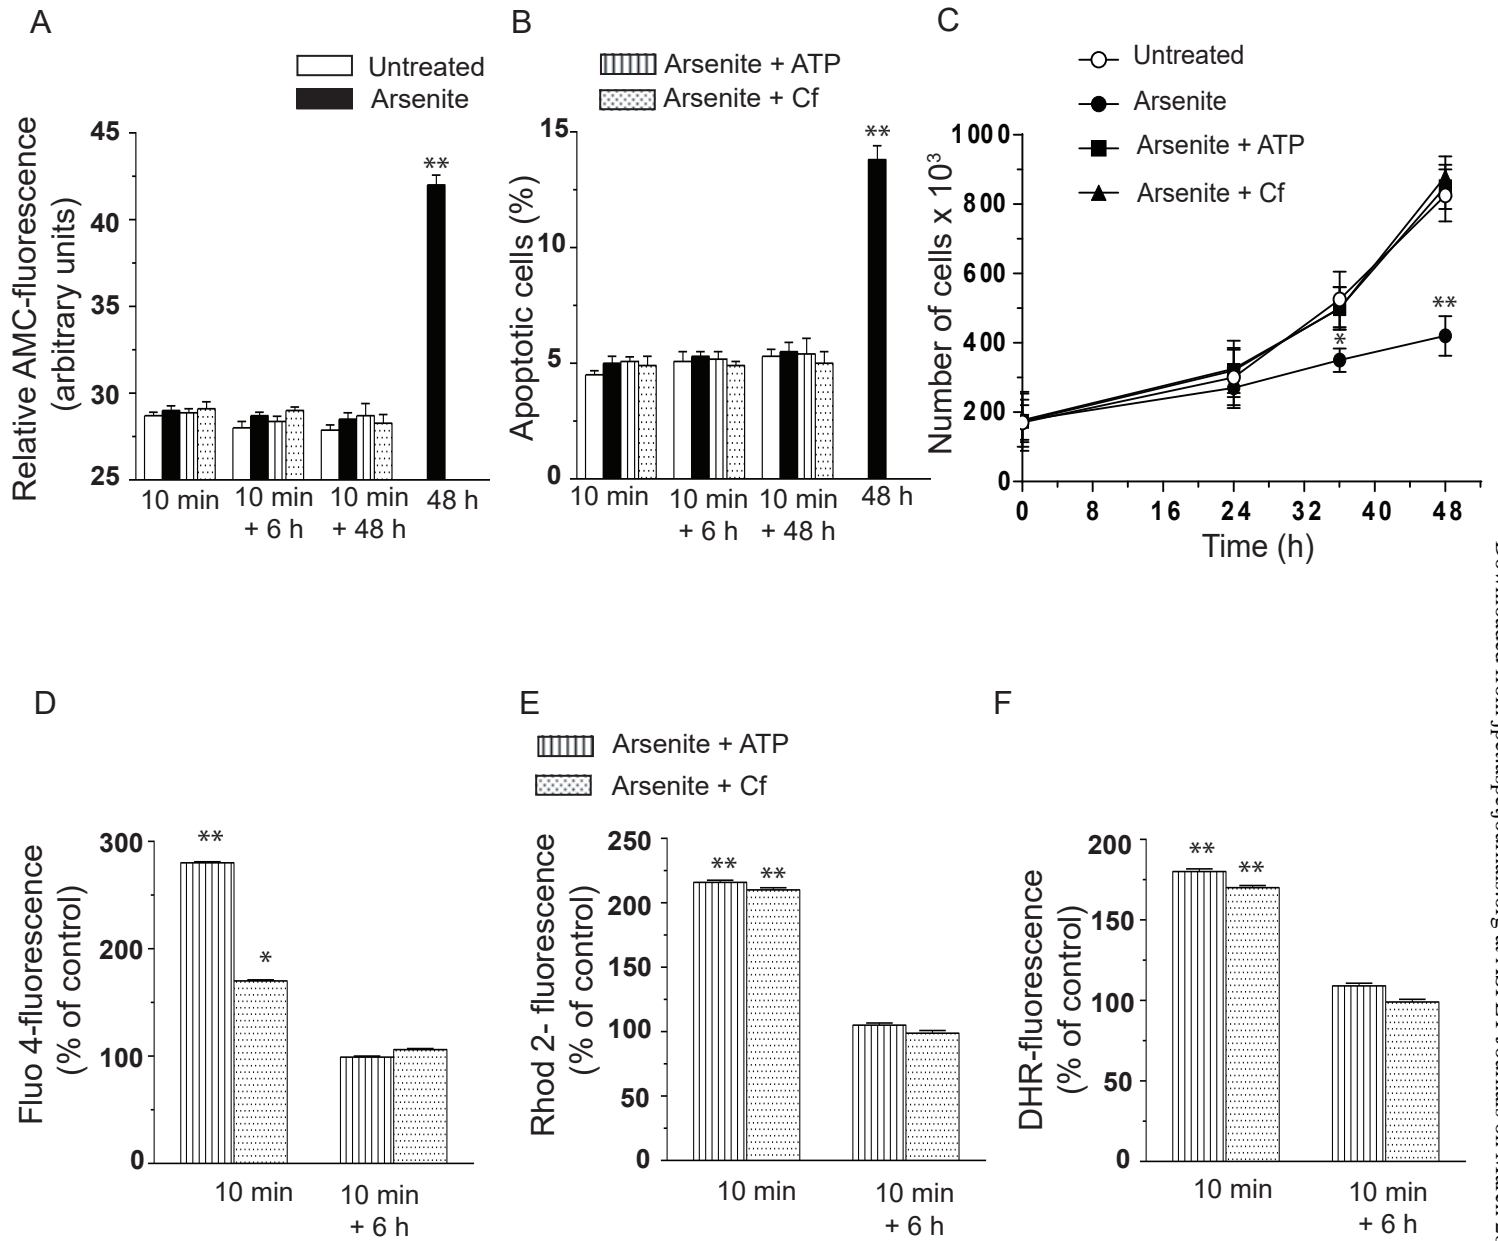 A
Untreated
Arsenite
Relative AMC-fluorescence
(arbitrary units)
45
40
35
30
25
**
10 min
10 min
+ 6 h
10 min
+ 48 h
48 h
B
Arsenite + ATP
Arsenite + Cf
Apoptotic cells (%)
15
10
5
0
**
10 min
10 min
+ 6 h
10 min
+ 48 h
48 h
C
Untreated
Arsenite
Arsenite + ATP
Arsenite + Cf
Number of cells x 10³
1000
800
600
400
200
0
*
**
0 8 16 24 32 40 48
Time (h)
D
Fluo 4-fluorescence
(% of control)
300
200
100
0
**
*
10 min
10 min
+ 6 h
E
Arsenite + ATP
Arsenite + Cf
Rhod 2- fluorescence
(% of control)
250
200
150
100
50
0
**
**
10 min
10 min
+ 6 h
F
DHR-fluorescence
(% of control)
200
150
100
50
0
**
**
10 min
10 min
+ 6 h